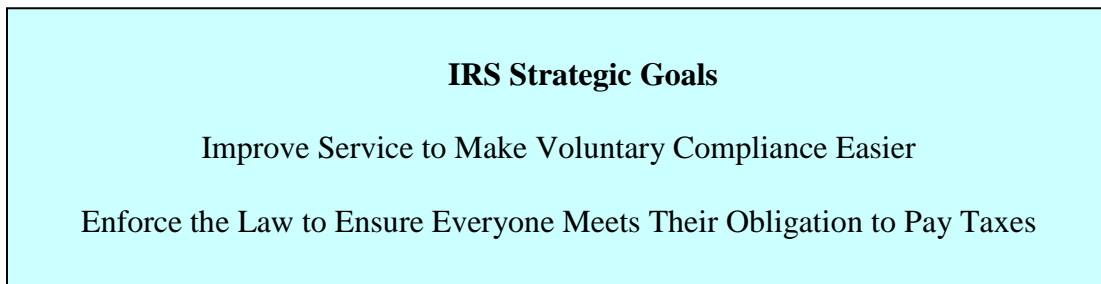 IRS Strategic Goals
Improve Service to Make Voluntary Compliance Easier
Enforce the Law to Ensure Everyone Meets Their Obligation to Pay Taxes